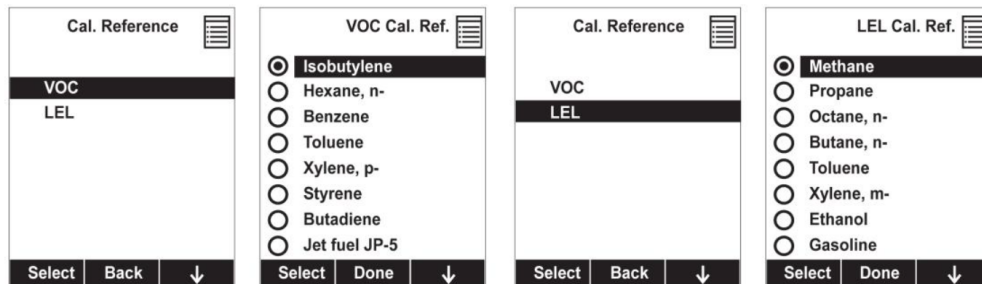 Cal. Reference
VOC
LEL
Select Back ↓
VOC Cal. Ref.
Isobutylene
Hexane, n-
Benzene
Toluene
Xylene, p-
Styrene
Butadiene
Jet fuel JP-5
Select Done ↓
Cal. Reference
VOC
LEL
Select Back ↓
LEL Cal. Ref.
Methane
Propane
Octane, n-
Butane, n-
Toluene
Xylene, m-
Ethanol
Gasoline
Select Done ↓